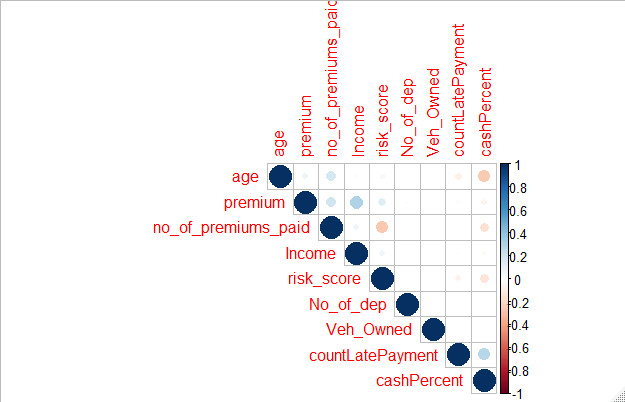 age
premium
no_of_premiums_paid
Income
risk_score
No_of_dep
Veh_Owned
countLatePayment
cashPercent
age
premium
no_of_premiums_paid
Income
risk_score
No_of_dep
Veh_Owned
countLatePayment
cashPercent
1
0.8
0.6
0.4
0.2
0
-0.2
-0.4
-0.6
-0.8
-1